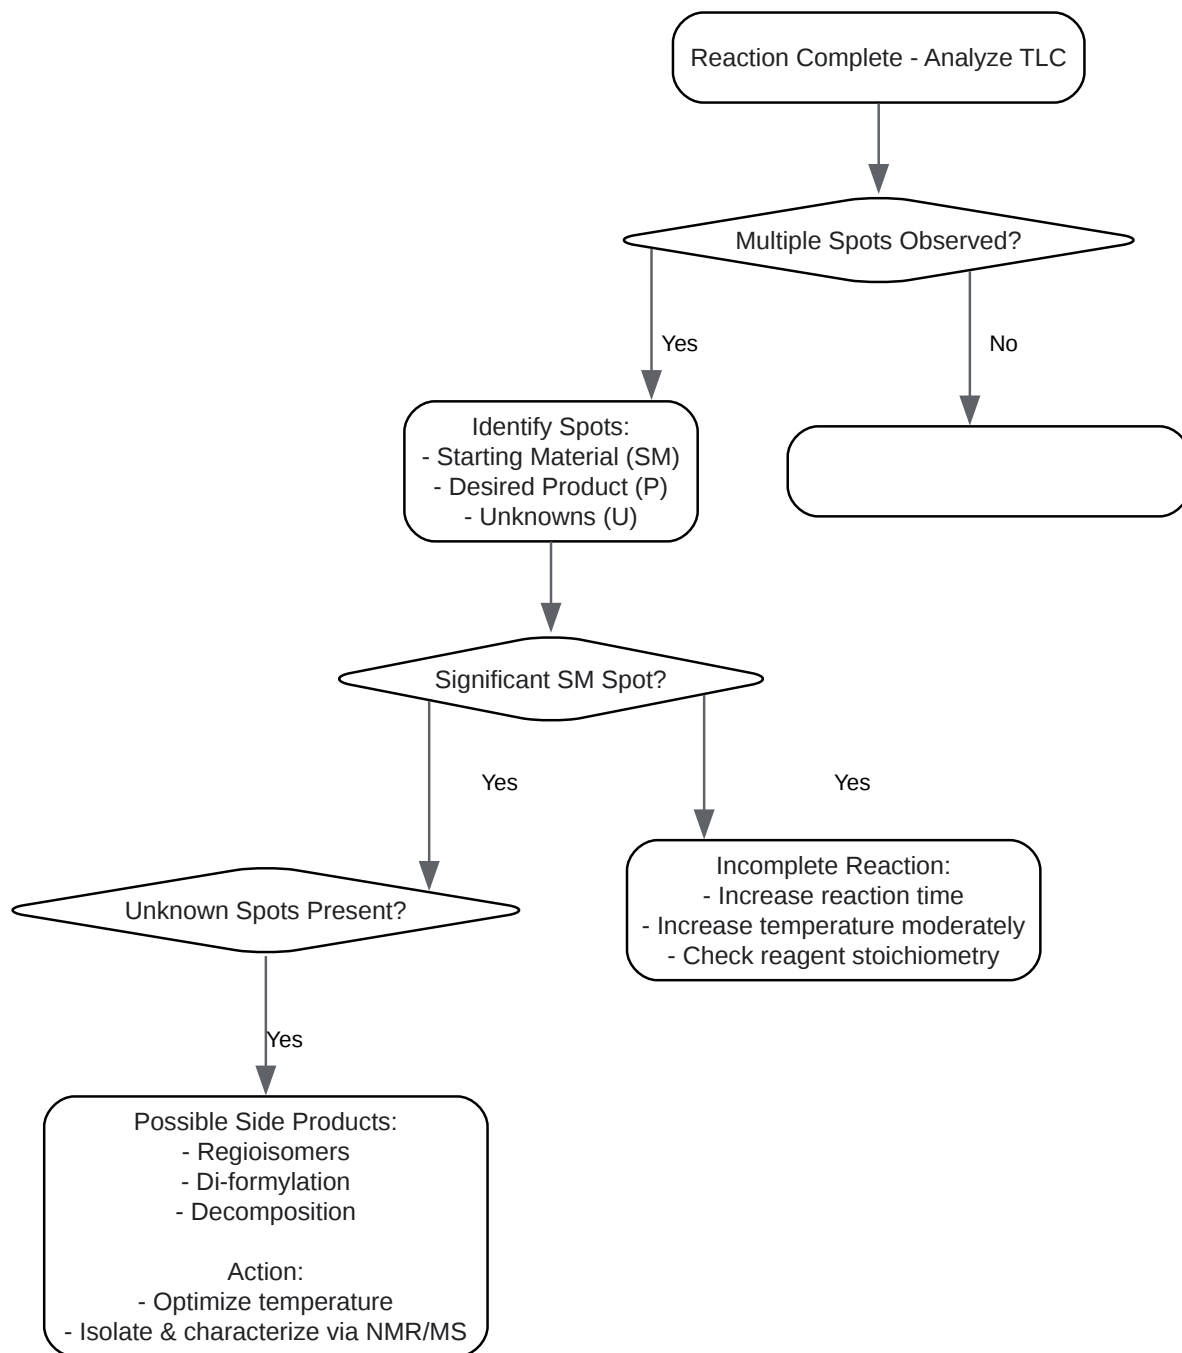 Reaction Complete - Analyze TLC
Multiple Spots Observed?
Yes
No
Identify Spots:
- Starting Material (SM)
- Desired Product (P)
- Unknowns (U)
Significant SM Spot?
Yes
Yes
Incomplete Reaction:
- Increase reaction time
- Increase temperature moderately
- Check reagent stoichiometry
Unknown Spots Present?
Yes
Possible Side Products:
- Regioisomers
- Di-formylation
- Decomposition
Action:
- Optimize temperature
- Isolate & characterize via NMR/MS